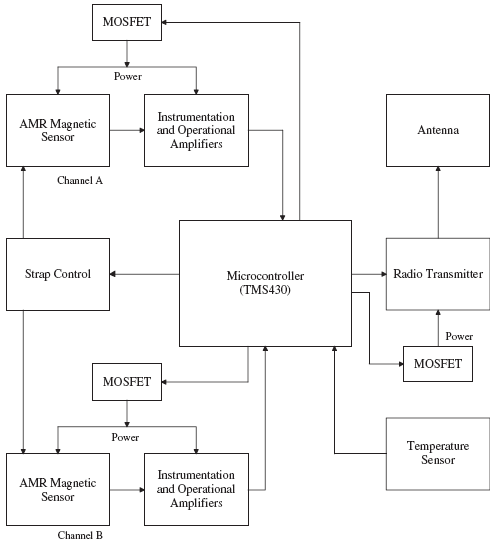 MOSFET
Power
AMR Magnetic
Sensor
Instrumentation
and Operational
Amplifiers
Antenna
Channel A
Strap Control
Microcontroller
(TMS430)
Radio Transmitter
Power
MOSFET
MOSFET
Power
AMR Magnetic
Sensor
Instrumentation
and Operational
Amplifiers
Temperature
Sensor
Channel B